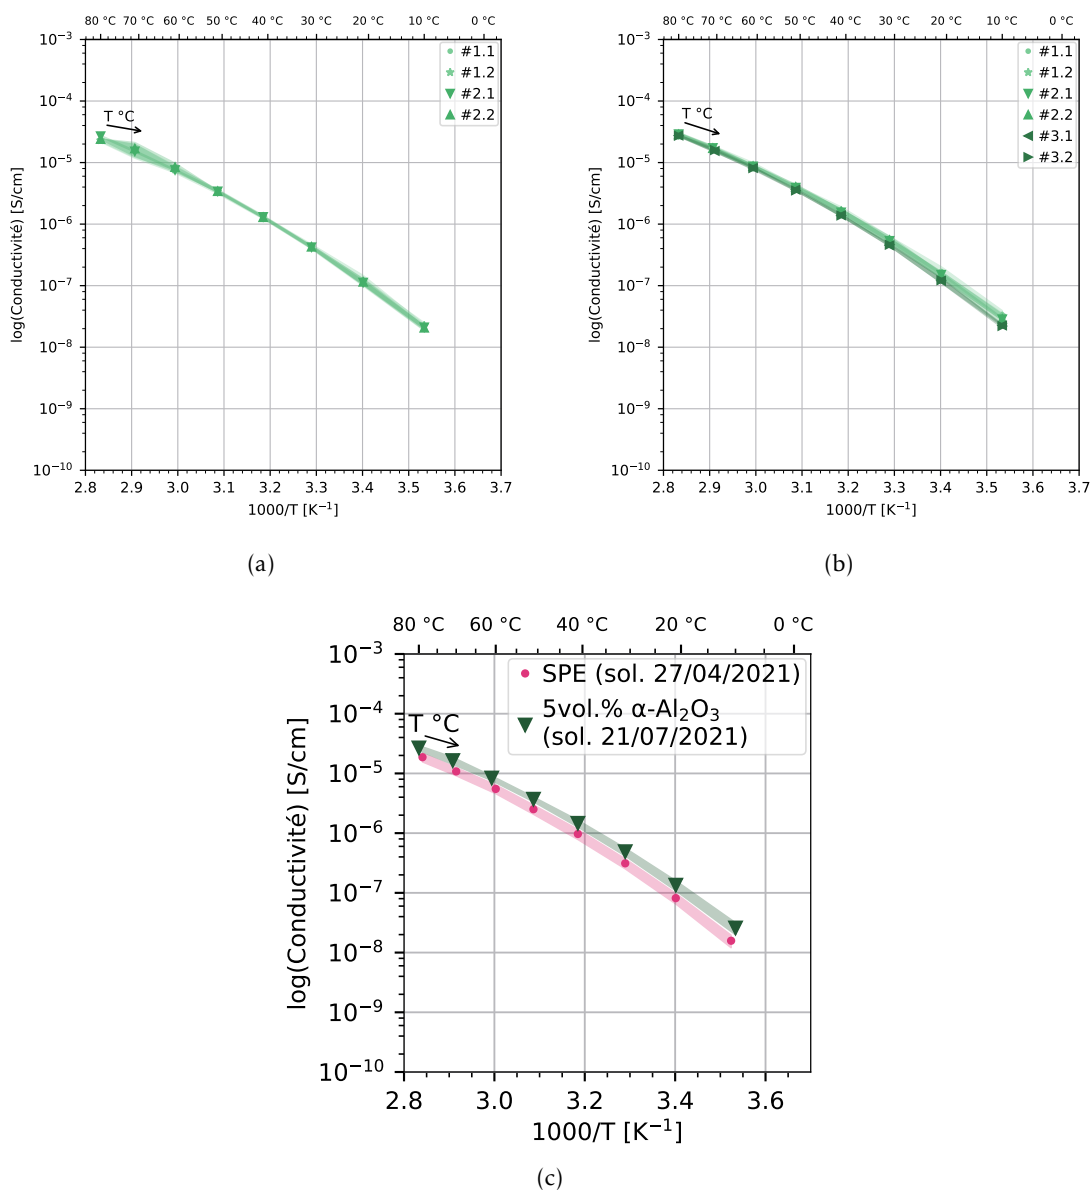 80 °C 70 °C 60 °C 50 °C 40 °C 30 °C 20 °C 10 °C 0 °C
10⁻³
10⁻⁴
10⁻⁵
10⁻⁶
10⁻⁷
10⁻⁸
10⁻⁹
10⁻¹⁰
log(Conductivité) [S/cm]
T °C
#1.1
#1.2
#2.1
#2.2
2.8 2.9 3.0 3.1 3.2 3.3 3.4 3.5 3.6 3.7
1000/T [K⁻¹]
(a)
80 °C 70 °C 60 °C 50 °C 40 °C 30 °C 20 °C 10 °C 0 °C
10⁻³
10⁻⁴
10⁻⁵
10⁻⁶
10⁻⁷
10⁻⁸
10⁻⁹
10⁻¹⁰
log(Conductivité) [S/cm]
T °C
#1.1
#1.2
#2.1
#2.2
#3.1
#3.2
2.8 2.9 3.0 3.1 3.2 3.3 3.4 3.5 3.6 3.7
1000/T [K⁻¹]
(b)
80 °C 60 °C 40 °C 20 °C 0 °C
10⁻³
10⁻⁴
10⁻⁵
10⁻⁶
10⁻⁷
10⁻⁸
10⁻⁹
10⁻¹⁰
log(Conductivité) [S/cm]
T °C
SPE (sol. 27/04/2021)
5vol.% α-Al₂O₃
(sol. 21/07/2021)
2.8 3.0 3.2 3.4 3.6
1000/T [K⁻¹]
(c)